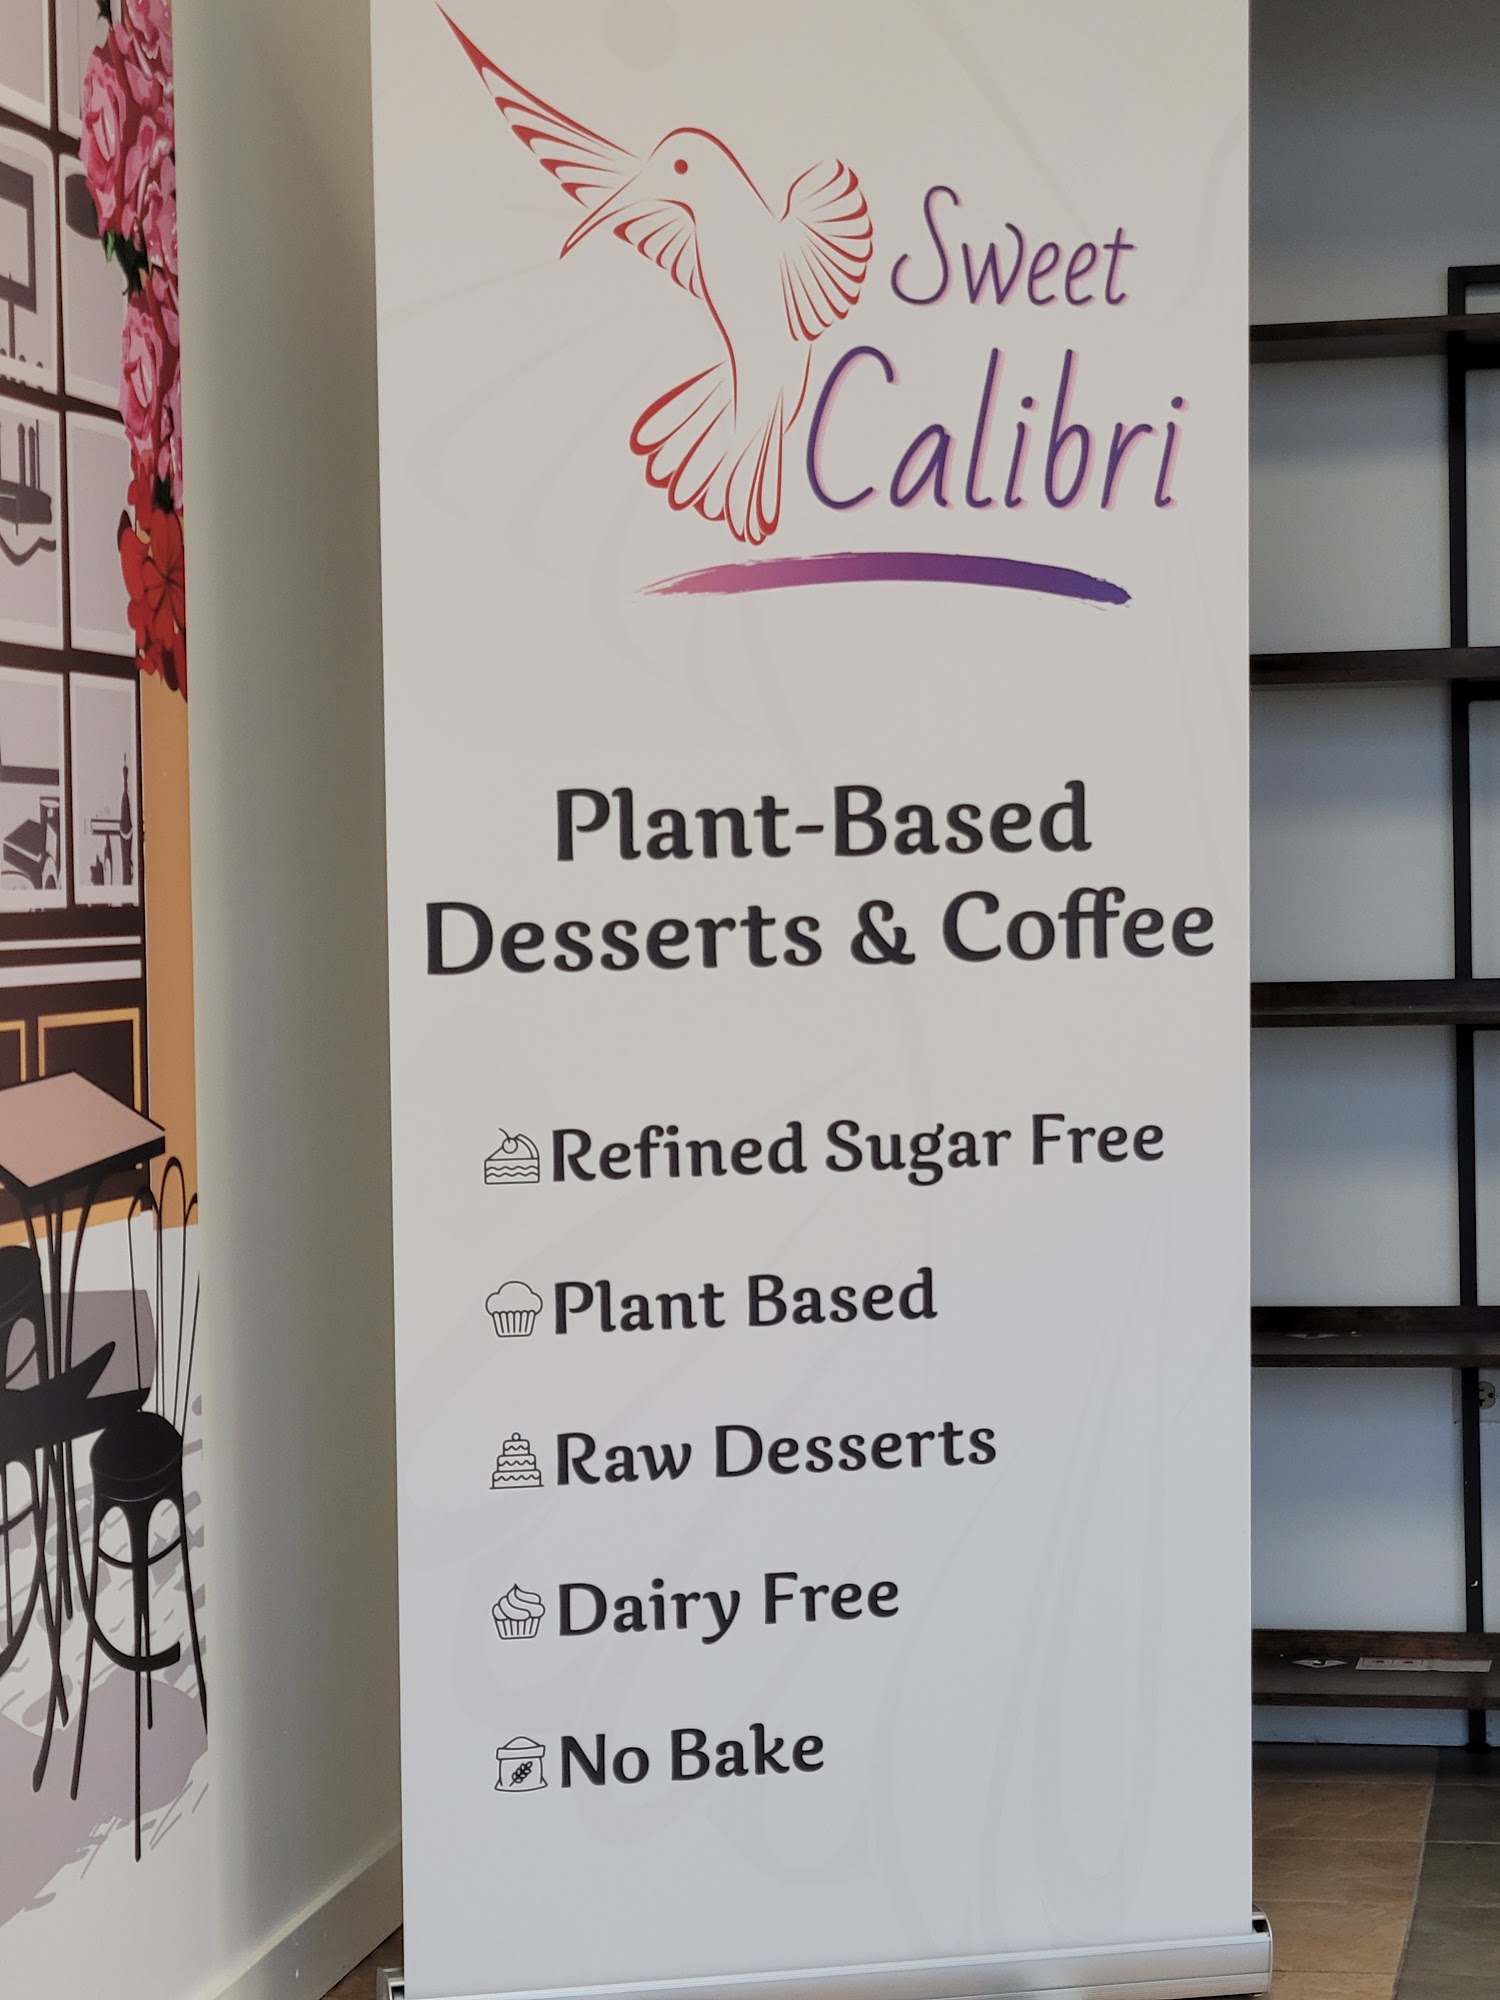 Sweet
Calibri
Plant-Based
Desserts & Coffee
Refined Sugar Free
Plant Based
Raw Desserts
Dairy Free
No Bake